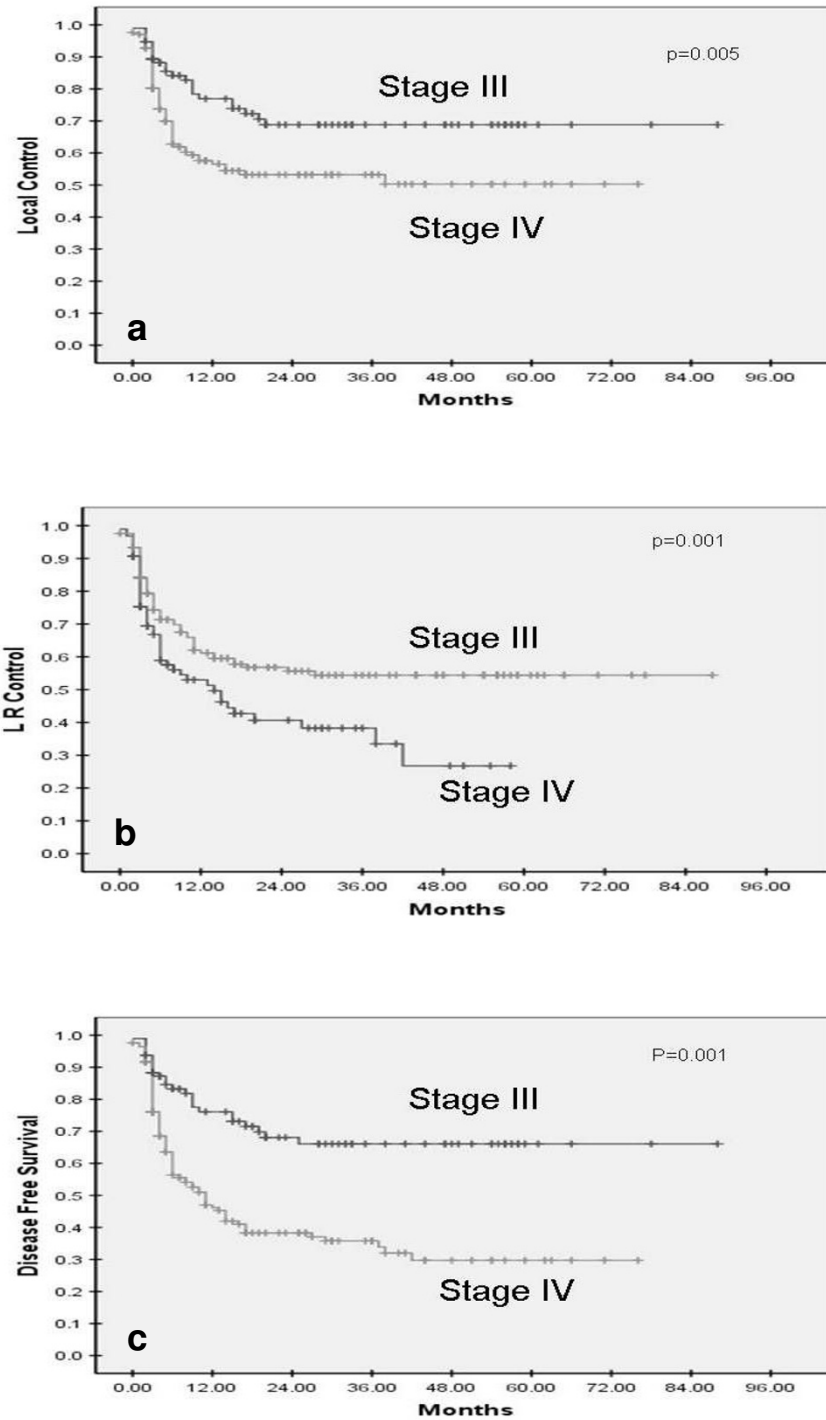 1.0
0.9
0.8
0.7
0.6
0.5
0.4
0.3
0.2
0.1
0.0
Local Control
p=0.005
Stage III
Stage IV
a
0.00 12.00 24.00 36.00 48.00 60.00 72.00 84.00 96.00
Months
1.0
0.9
0.8
0.7
0.6
0.5
0.4
0.3
0.2
0.1
0.0
L R Control
p=0.001
Stage III
Stage IV
b
0.00 12.00 24.00 36.00 48.00 60.00 72.00 84.00 96.00
Months
1.0
0.9
0.8
0.7
0.6
0.5
0.4
0.3
0.2
0.1
0.0
Disease Free Survival
P=0.001
Stage III
Stage IV
c
0.00 12.00 24.00 36.00 48.00 60.00 72.00 84.00 96.00
Months